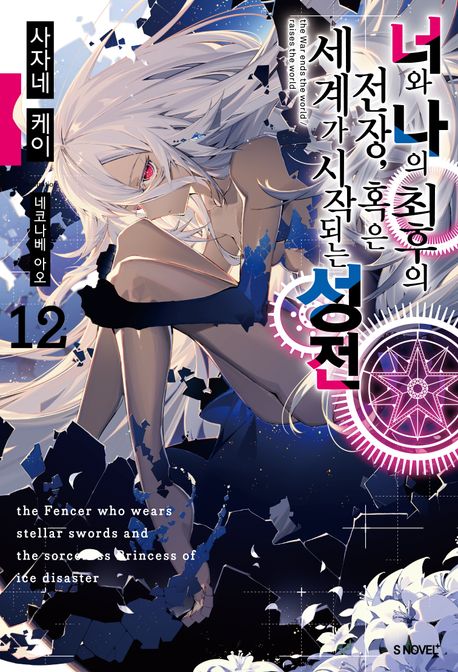 너와 나의 최후의
전장, 혹은
세계가 시작되는
성전
the War ends the world /
raises the world
사자네 케이
네코나베 아오
12
the Fencer who wears
stellar swords and
the sorceress Princess of
ice disaster
S NOVEL+